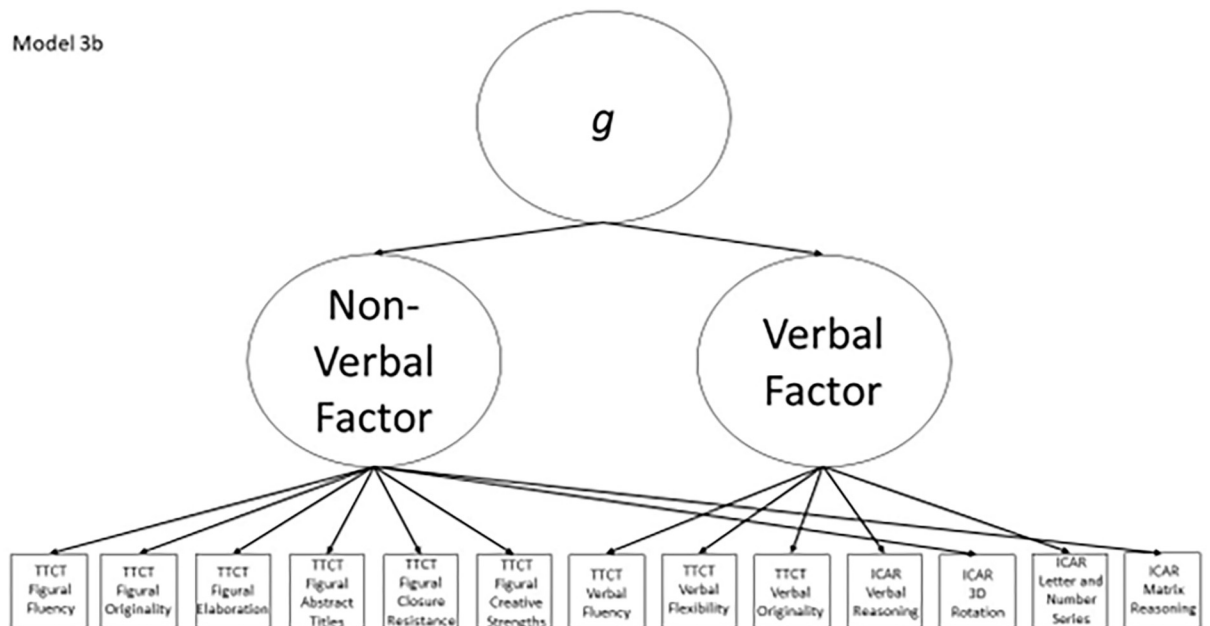 Model 3b
g
Non-
Verbal
Factor
Verbal
Factor
TTCT
Figural
Fluency
TTCT
Figural
Originality
TTCT
Figural
Elaboration
TTCT
Figural
Abstract
Titles
TTCT
Figural
Closure
Resistance
TTCT
Figural
Creative
Strengths
TTCT
Verbal
Fluency
TTCT
Verbal
Flexibility
TTCT
Verbal
Originality
ICAR
Verbal
Reasoning
ICAR
3D
Rotation
ICAR
Letter and
Number
Series
ICAR
Matrix
Reasoning